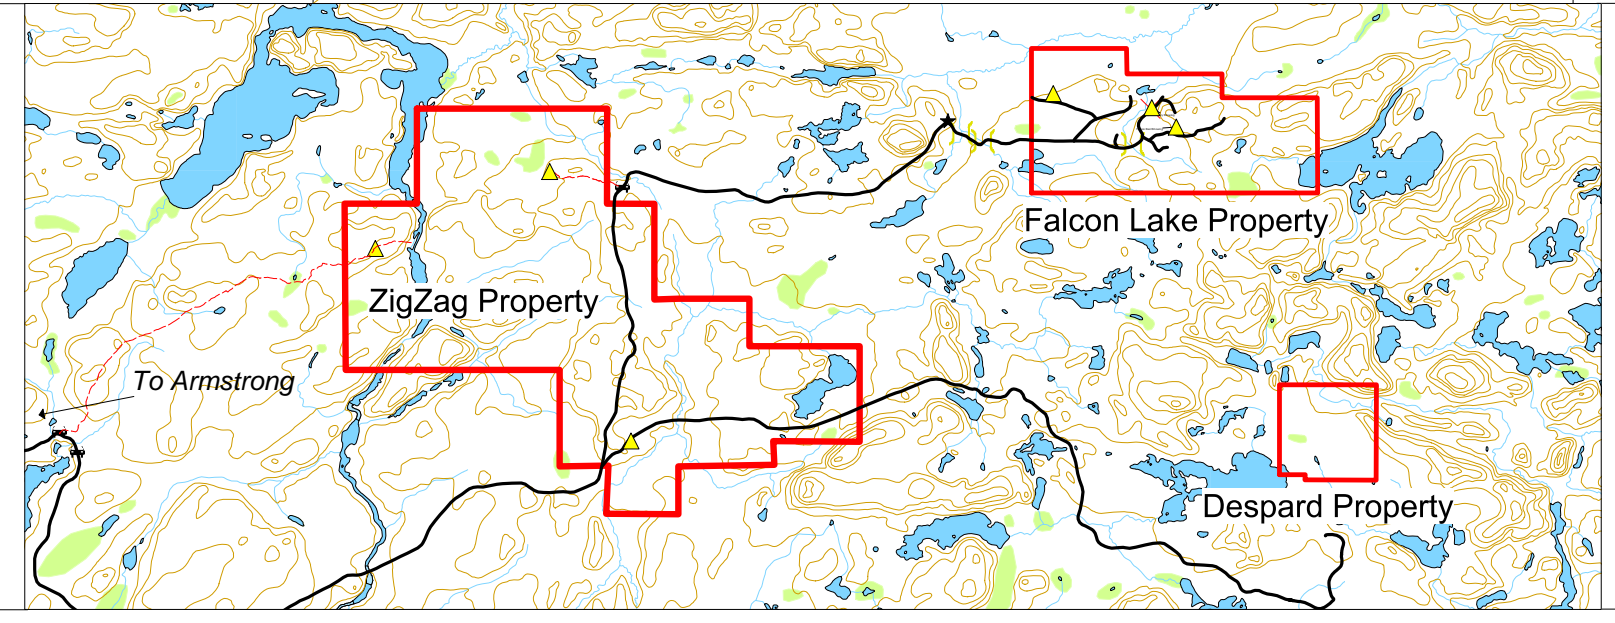 Falcon Lake Property
ZigZag Property
To Armstrong
Despard Property